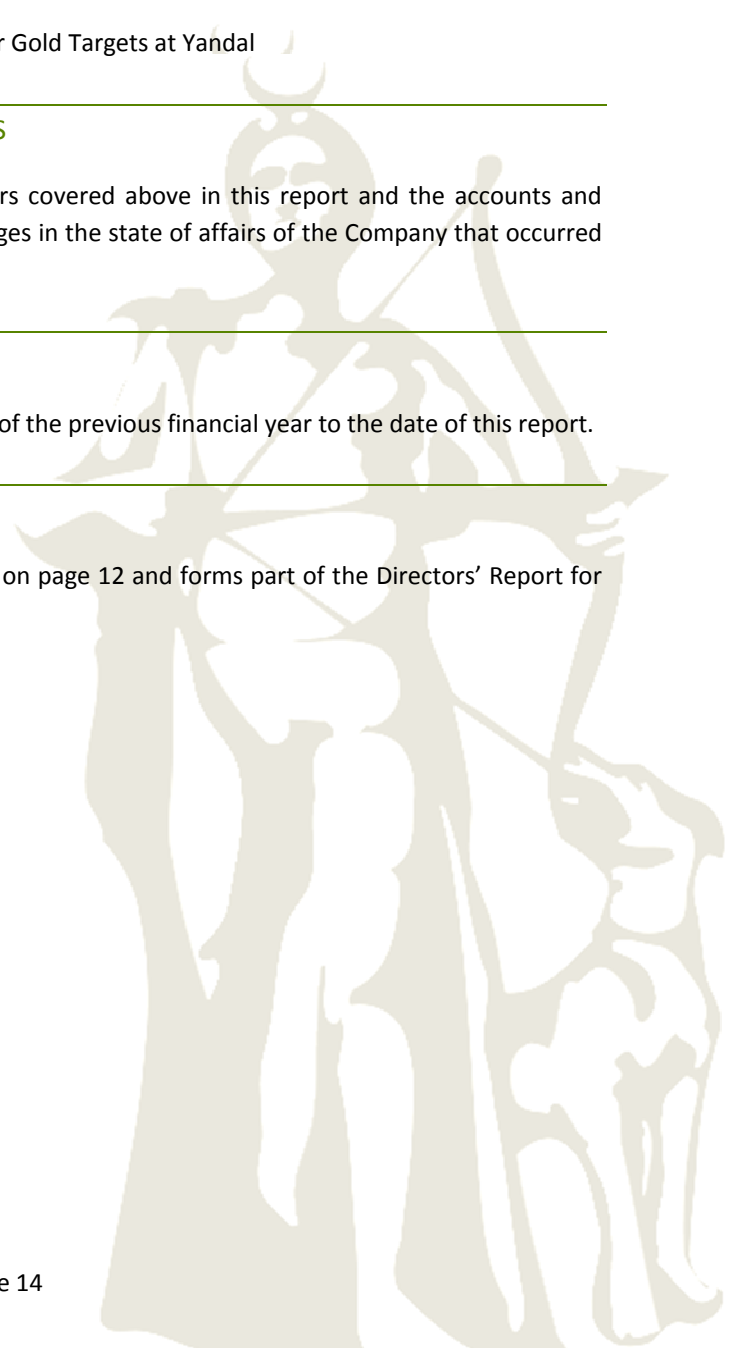 r Gold Targets at Yandal
S
rs covered above in this report and the accounts and
ges in the state of affairs of the Company that occurred
of the previous financial year to the date of this report.
on page 12 and forms part of the Directors’ Report for
e 14